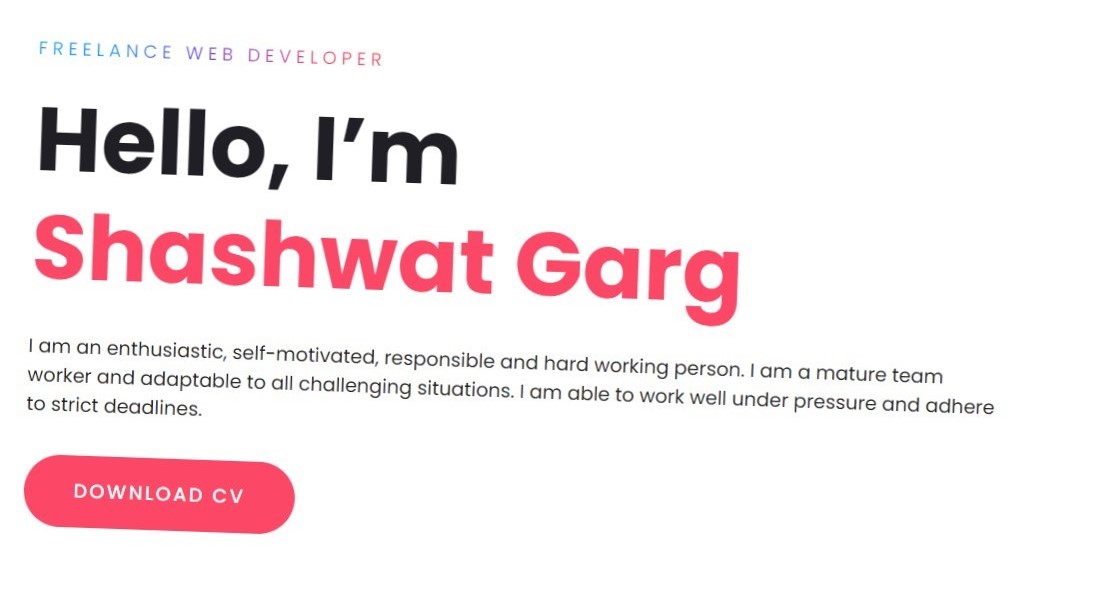 FREELANCE WEB DEVELOPER
Hello, I’m
Shashwat Garg
I am an enthusiastic, self-motivated, responsible and hard working person. I am a mature team
worker and adaptable to all challenging situations. I am able to work well under pressure and adhere
to strict deadlines.
DOWNLOAD CV